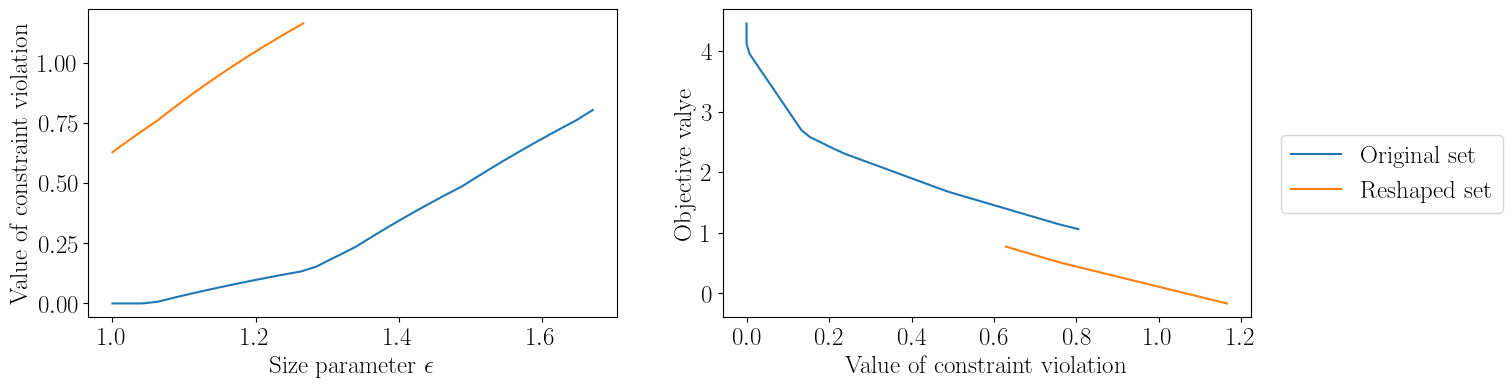 Value of constraint violation
1.00
0.75
0.50
0.25
0.00
1.0 1.2 1.4 1.6
Size parameter ϵ
Objective valye
4
3
2
1
0
0.0 0.2 0.4 0.6 0.8 1.0 1.2
Value of constraint violation
Original set
Reshaped set